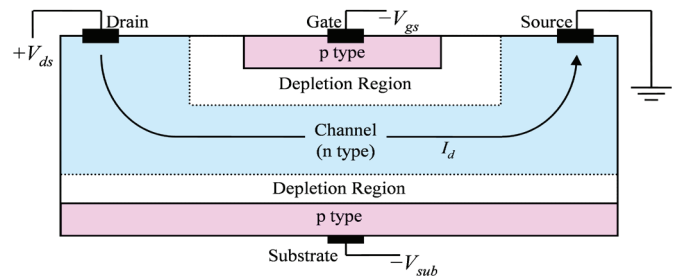 Drain
Gate
−V_gs
Source
+V_ds
p type
Depletion Region
Channel
(n type)
I_d
Depletion Region
p type
Substrate
−V_sub